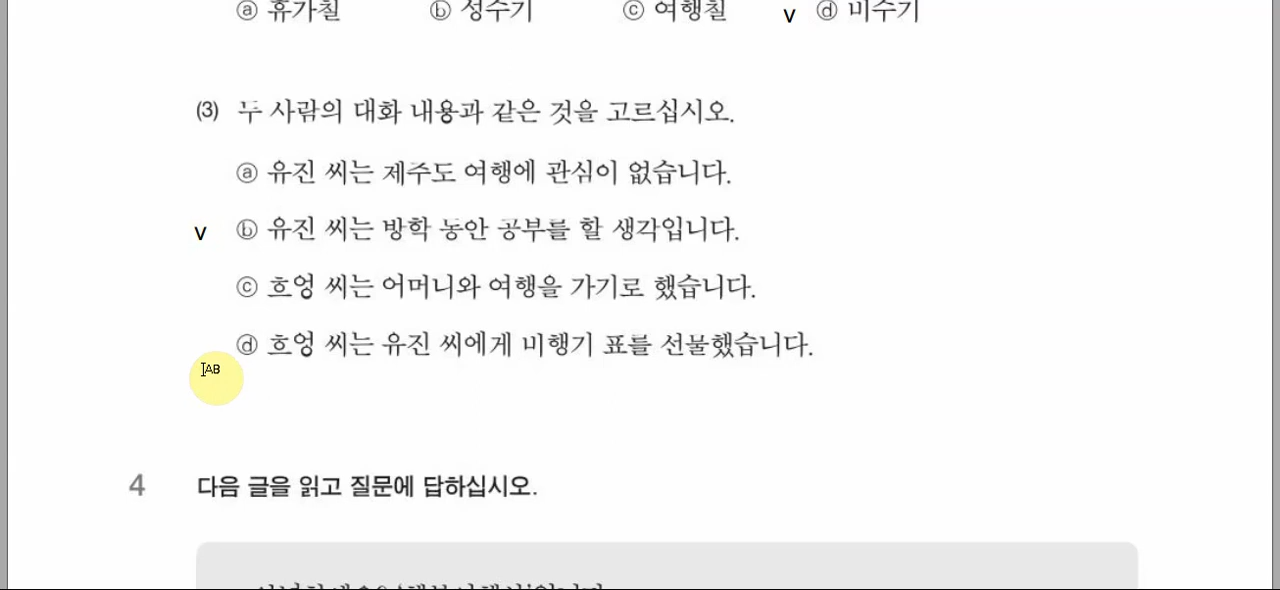 ⓐ 휴가철 ⓑ 성수기 ⓒ 여행철 v ⓓ 비수기
(3) 두 사람의 대화 내용과 같은 것을 고르십시오.
ⓐ 유진 씨는 제주도 여행에 관심이 없습니다.
v ⓑ 유진 씨는 방학 동안 공부를 할 생각입니다.
ⓒ 흐엉 씨는 어머니와 여행을 가기로 했습니다.
ⓓ 흐엉 씨는 유진 씨에게 비행기 표를 선물했습니다.
AB
4 다음 글을 읽고 질문에 답하십시오.